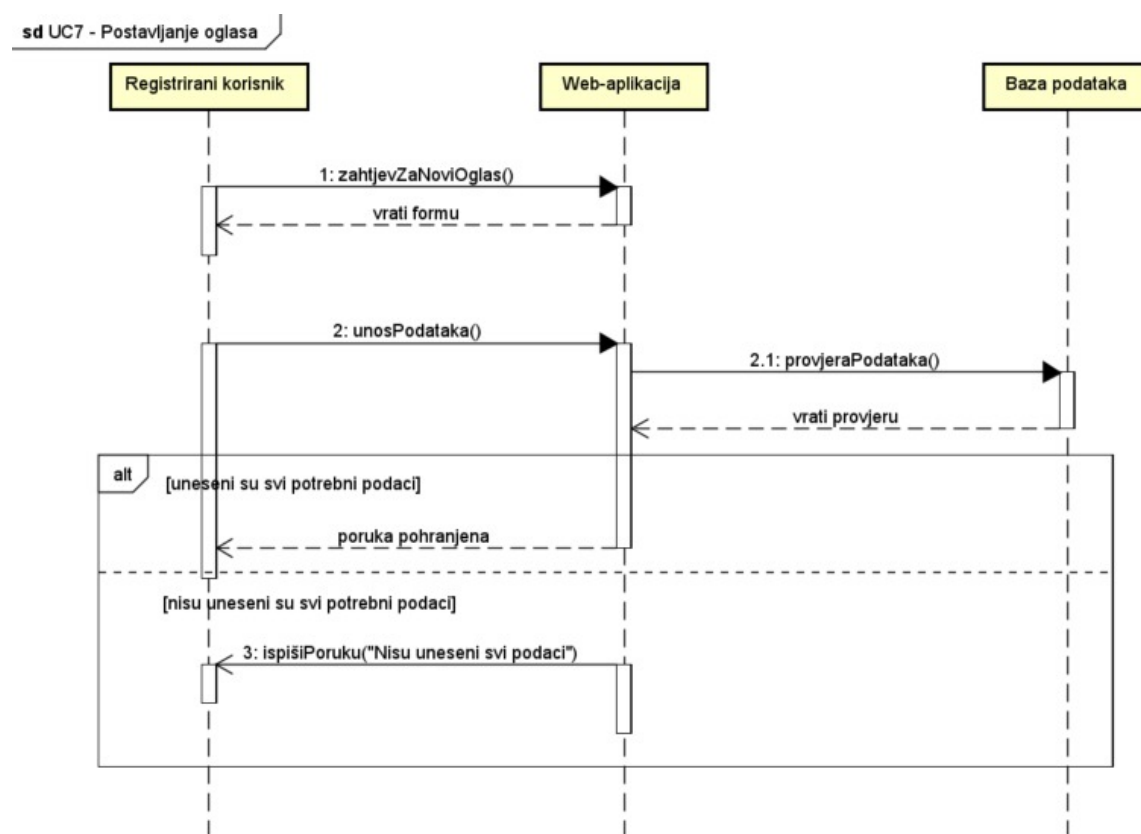 sd UC7 - Postavljanje oglasa
Registrirani korisnik
Web-aplikacija
Baza podataka
1: zahtjevZaNoviOglas()
vrati formu
2: unosPodataka()
2.1: provjeraPodataka()
vrati provjeru
alt
[uneseni su svi potrebni podaci]
poruka pohranjena
[nisu uneseni su svi potrebni podaci]
3: ispišiPoruku("Nisu uneseni svi podaci")